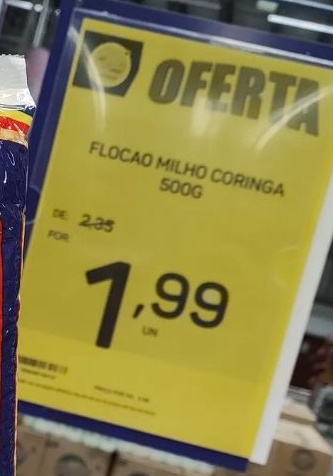 OFERTA
FLOCAO MILHO CORINGA
500G
DE: 2,35
POR:
1,99
UN